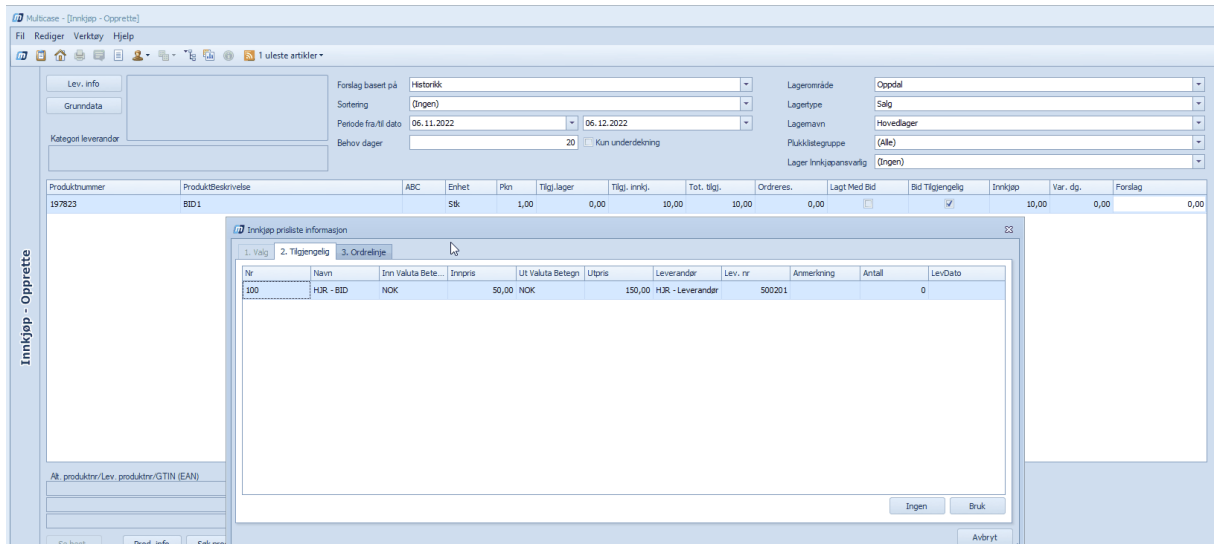 Multicase - [Innkjøp - Opprette]
Fil Rediger Verktøy Hjelp
1 uleste artikler
Lev. info
Grunndata
Kategori leverandør
Forslag basert på Historikk
Sortering (Ingen)
Periode fra/til dato 06.11.2022 06.12.2022
Behov dager 20 Kun underdekning
Lagerområde Oppdal
Lagertype Salg
Lagernavn Hovedlager
Plukklistegruppe (Alle)
Lager Innkjøpansvarlig (Ingen)
Produktnummer ProduktBeskrivelse ABC Enhet Pkn Tilgj.lager Tilgj. innkj. Tot. tilgj. Ordreres. Lagt Med Bid Bid Tilgjengelig Innkjøp Var. dg. Forslag
197823 BID1 Stk 1,00 0,00 10,00 10,00 0,00 10,00 0,00 0,00
Innkjøp - Opprette
Innkjøp prisliste informasjon
1. Valg 2. Tilgjengelig 3. Ordrelinje
Nr Navn Inn Valuta Bete... Innpris Ut Valuta Betegn Utpris Leverandør Lev. nr Anmerkning Antall LevDato
100 HJR - BID NOK 50,00 NOK 150,00 HJR - Leverandør 500201 0
Ingen Bruk
Avbryt
Alt. produktnr/Lev. produktnr/GTIN (EAN)
Prod. info